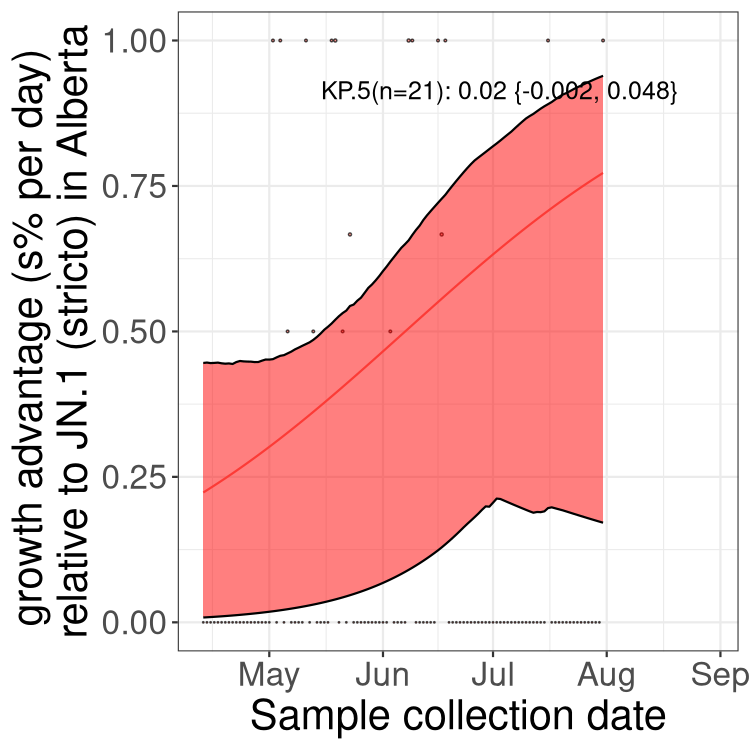 growth advantage (s% per day)
relative to JN.1 (stricto) in Alberta
1.00
0.75
0.50
0.25
0.00
KP.5(n=21): 0.02 {-0.002, 0.048}
May Jun Jul Aug Sep
Sample collection date